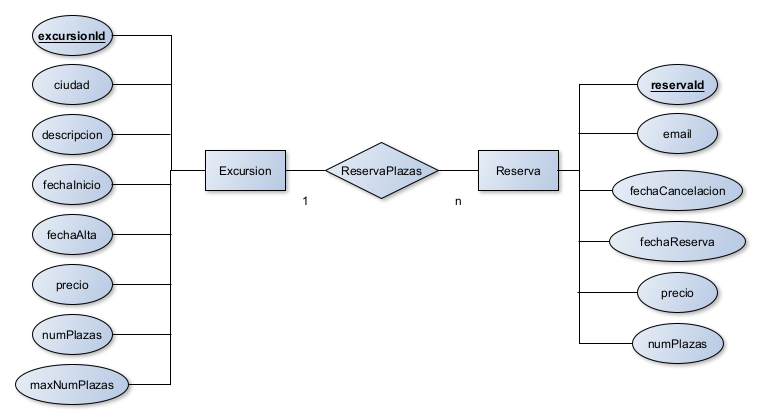 excursionId
ciudad
descripcion
fechaInicio
fechaAlta
precio
numPlazas
maxNumPlazas
Excursion
1
ReservaPlazas
n
Reserva
reservaId
email
fechaCancelacion
fechaReserva
precio
numPlazas